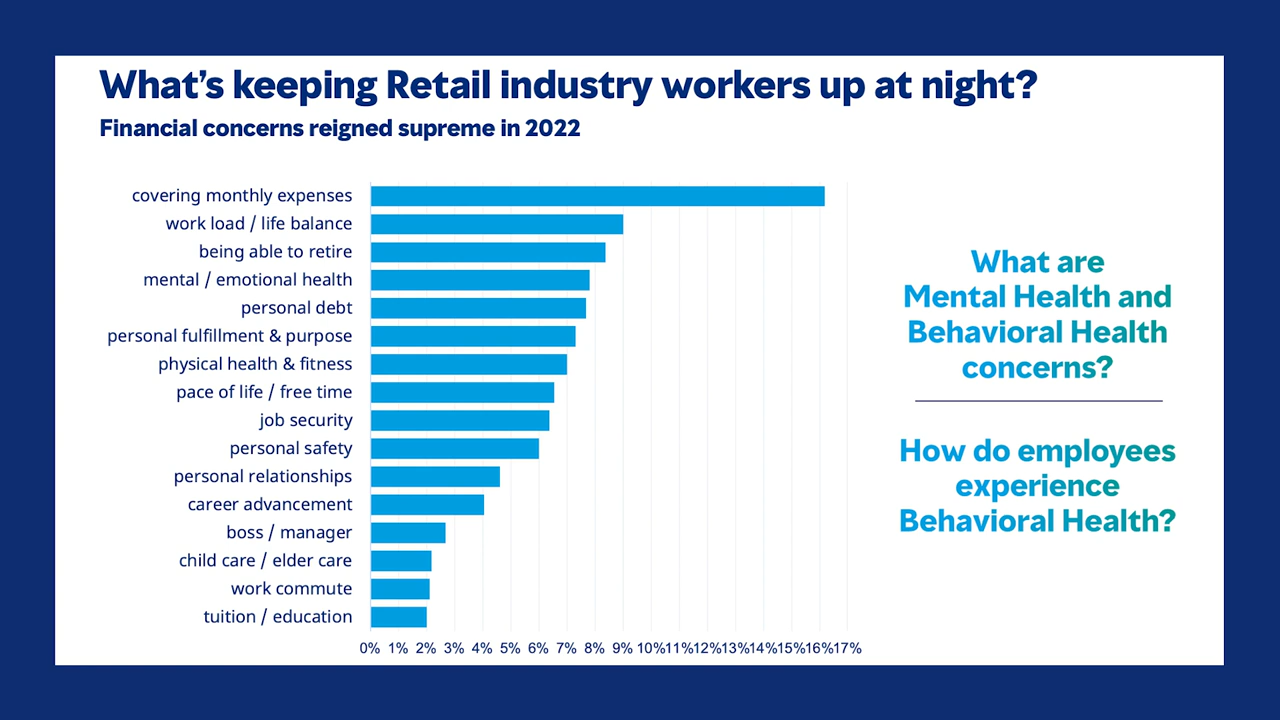 What's keeping Retail industry workers up at night?
Financial concerns reigned supreme in 2022
covering monthly expenses
work load / life balance
being able to retire
mental / emotional health
personal debt
personal fulfillment & purpose
physical health & fitness
pace of life / free time
job security
personal safety
personal relationships
career advancement
boss / manager
child care / elder care
work commute
tuition / education
0% 1% 2% 3% 4% 5% 6% 7% 8% 9% 10% 11% 12% 13% 14% 15% 16% 17%
What are
Mental Health and
Behavioral Health
concerns?
How do employees
experience
Behavioral Health?